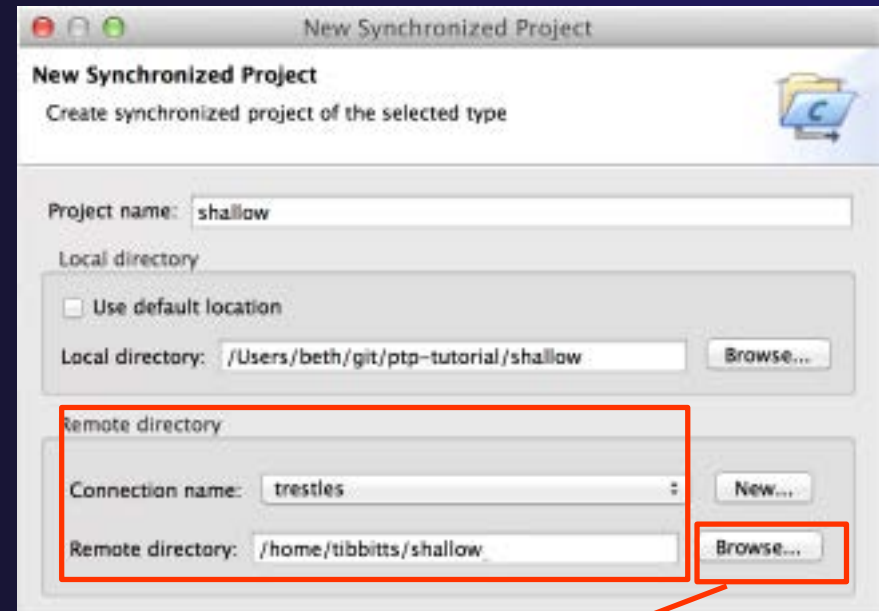 New Synchronized Project
New Synchronized Project
Create synchronized project of the selected type
C
Project name: shallow
Local directory
Use default location
Local directory: /Users/beth/git/ptp-tutorial/shallow Browse...
Remote directory
Connection name: trestles New...
Remote directory: /home/tibbitts/shallow Browse...